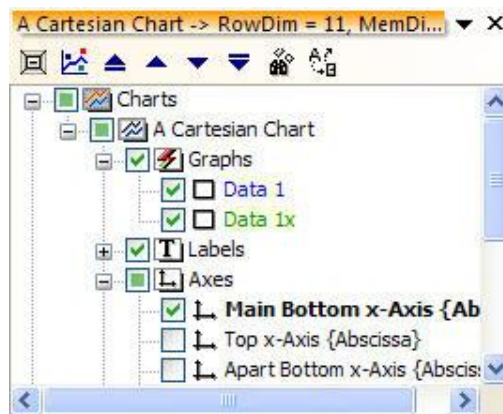 A Cartesian Chart -> RowDim = 11, MemDi...
Charts
A Cartesian Chart
Graphs
Data 1
Data 1x
T Labels
Axes
Main Bottom x-Axis {Ab
Top x-Axis {Abscissa}
Apart Bottom x-Axis {Absciss